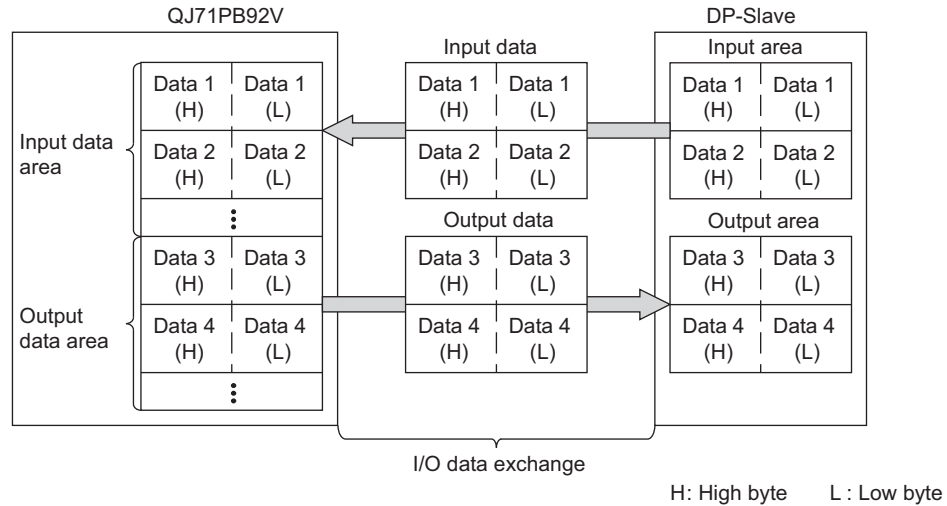 QJ71PB92V
DP-Slave
Input data
Input area
Data 1 Data 1 Data 1 Data 1 Data 1 Data 1
(H) (L) (H) (L) (H) (L)
Input data
area
Data 2 Data 2 Data 2 Data 2 Data 2 Data 2
(H) (L) (H) (L) (H) (L)
Output data
Output area
Data 3 Data 3 Data 3 Data 3 Data 3 Data 3
(H) (L) (H) (L) (H) (L)
Output
data area
Data 4 Data 4 Data 4 Data 4 Data 4 Data 4
(H) (L) (H) (L) (H) (L)
I/O data exchange
H: High byte L : Low byte